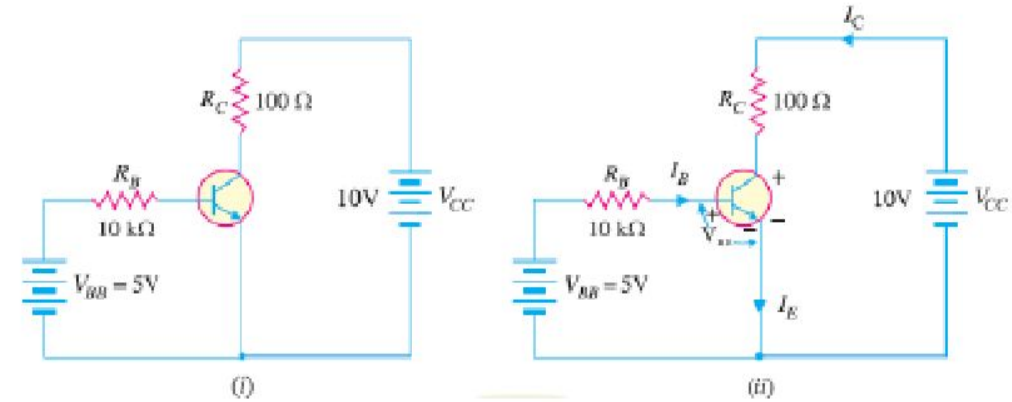 I_C
R_C 100 Ω
R_B
10 kΩ
10V V_CC
V_BB = 5V
(i)
R_C 100 Ω
R_B I_B
+
10 kΩ
+
−
10V V_CC
V_BB = 5V
I_E
(ii)